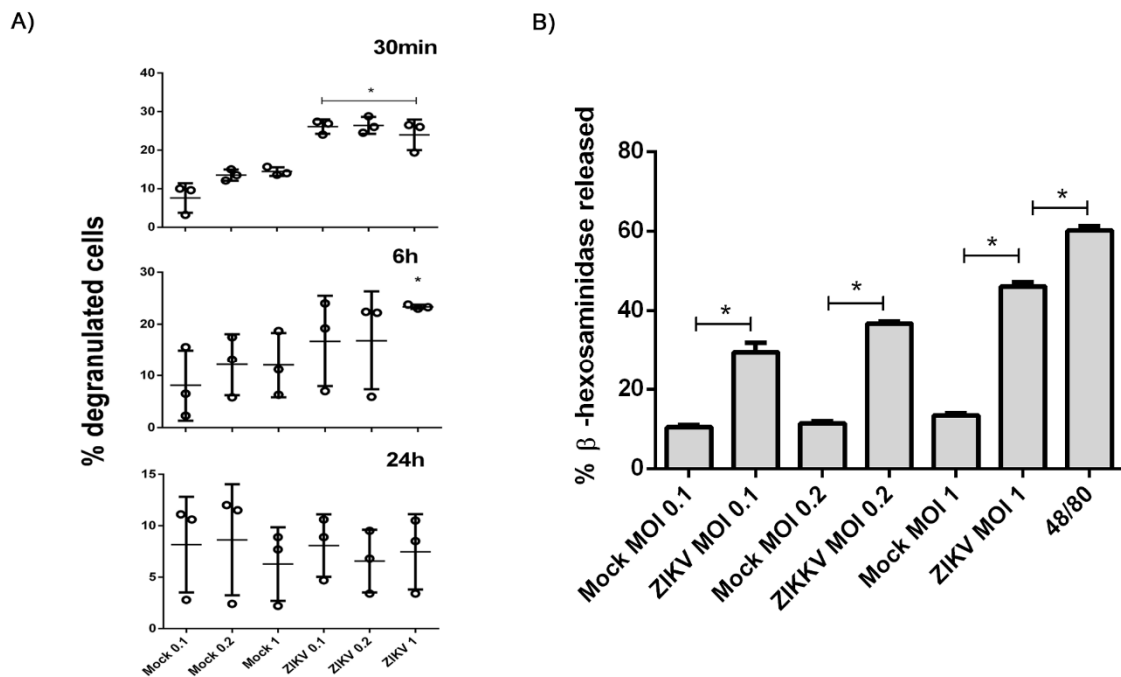 A)
30min
40
30
20
10
0
*
6h
30
20
10
0
*
24h
15
10
5
0
% degranulated cells
Mock 0.1
Mock 0.2
Mock 1
ZIKV 0.1
ZIKV 0.2
ZIKV 1
B)
% β -hexosaminidase released
80
60
40
20
0
*
*
*
*
Mock MOI 0.1
ZIKV MOI 0.1
Mock MOI 0.2
ZIKKV MOI 0.2
Mock MOI 1
ZIKV MOI 1
48/80